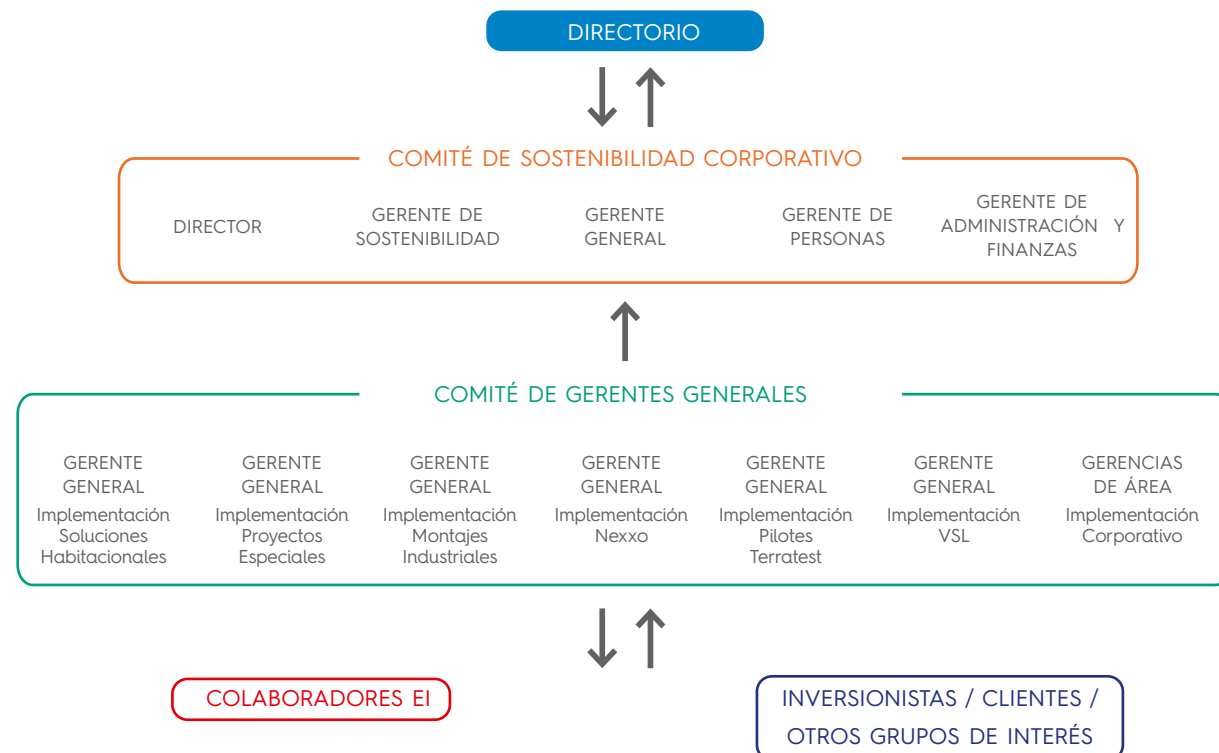 DIRECTORIO
COMITÉ DE SOSTENIBILIDAD CORPORATIVO
DIRECTOR
GERENTE DE
SOSTENIBILIDAD
GERENTE
GENERAL
GERENTE DE
PERSONAS
GERENTE DE
ADMINISTRACIÓN Y
FINANZAS
COMITÉ DE GERENTES GENERALES
GERENTE
GENERAL
Implementación
Soluciones
Habitacionales
GERENTE
GENERAL
Implementación
Proyectos
Especiales
GERENTE
GENERAL
Implementación
Montajes
Industriales
GERENTE
GENERAL
Implementación
Nexxo
GERENTE
GENERAL
Implementación
Pilotes
Terratest
GERENTE
GENERAL
Implementación
VSL
GERENCIAS
DE ÁREA
Implementación
Corporativo
COLABORADORES EI
INVERSIONISTAS / CLIENTES /
OTROS GRUPOS DE INTERÉS